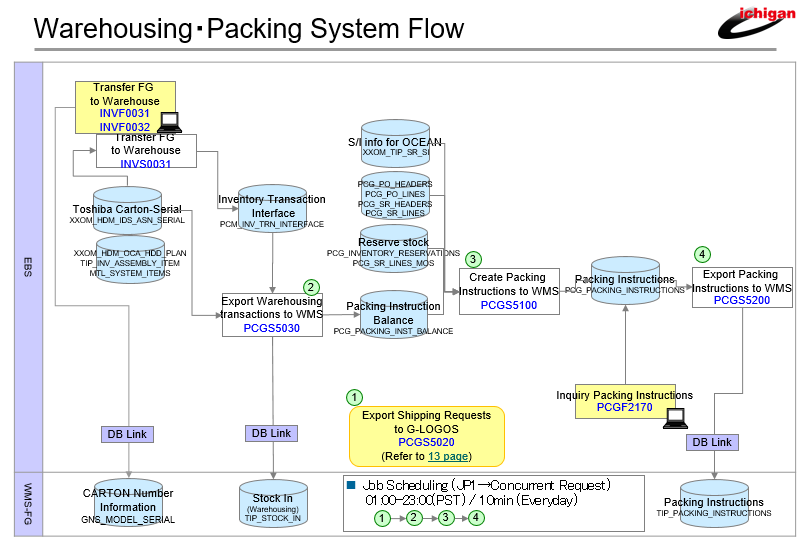 Warehousing・Packing System Flow
ichigan
EBS
WMS-FG
Transfer FG
to Warehouse
INVF0031
INVF0032
Transfer FG
to Warehouse
INVS0031
Toshiba Carton-Serial
XXOM_HDM_IDS_ASN_SERIAL
XXOM_HDM_OCA_HDD_PLAN
TIP_INV_ASSEMBLY_ITEM
MTL_SYSTEM_ITEMS
Inventory Transaction
Interface
PCM_INV_TRN_INTERFACE
2
Export Warehousing
transactions to WMS
PCGS5030
S/I info for OCEAN
XXOM_TIP_SR_SI
PCG_PO_HEADERS
PCG_PO_LINES
PCG_SR_HEADERS
PCG_SR_LINES
Reserve stock
PCG_INVENTORY_RESERVATIONS
PCG_SR_LINES_MOS
Packing Instruction
Balance
PCG_PACKING_INST_BALANCE
3
Create Packing
Instructions to WMS
PCGS5100
Packing Instructions
PCG_PACKING_INSTRUCTIONS
4
Export Packing
Instructions to WMS
PCGS5200
Inquiry Packing Instructions
PCGF2170
1
Export Shipping Requests
to G-LOGOS
PCGS5020
(Refer to 13 page)
DB Link
DB Link
DB Link
CARTON Number
Information
GNS_MODEL_SERIAL
Stock In
(Warehousing)
TIP_STOCK_IN
■ Job Scheduling (JP1→Concurrent Request)
01:00-23:00(PST) / 10min (Everyday)
1 2 3 4
Packing Instructions
TIP_PACKING_INSTRUCTIONS